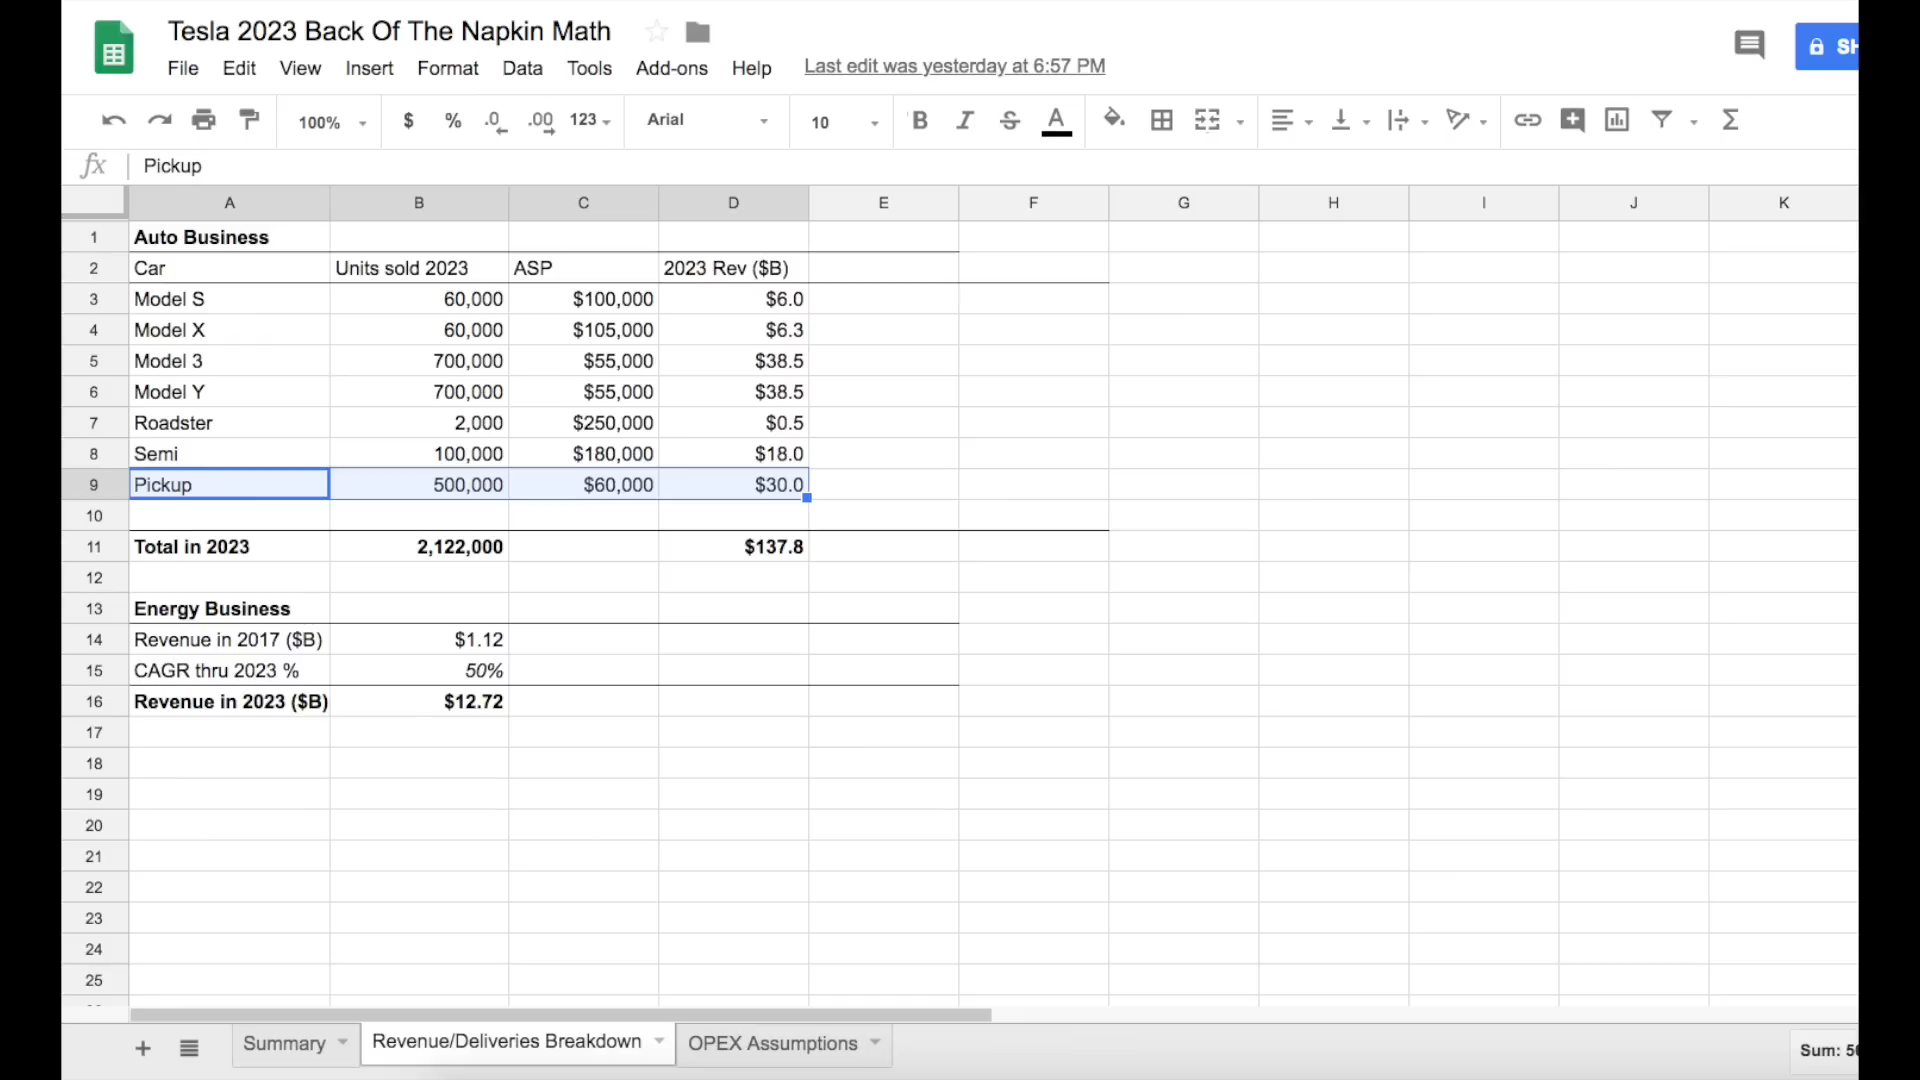 Tesla 2023 Back Of The Napkin Math
File Edit View Insert Format Data Tools Add-ons Help Last edit was yesterday at 6:57 PM
SH
100% $ % .0 .00 123 Arial 10 B I S A Σ
fx Pickup
A B C D E F G H I J K
1 Auto Business
2 Car Units sold 2023 ASP 2023 Rev ($B)
3 Model S 60,000 $100,000 $6.0
4 Model X 60,000 $105,000 $6.3
5 Model 3 700,000 $55,000 $38.5
6 Model Y 700,000 $55,000 $38.5
7 Roadster 2,000 $250,000 $0.5
8 Semi 100,000 $180,000 $18.0
9 Pickup 500,000 $60,000 $30.0
10
11 Total in 2023 2,122,000 $137.8
12
13 Energy Business
14 Revenue in 2017 ($B) $1.12
15 CAGR thru 2023 % 50%
16 Revenue in 2023 ($B) $12.72
17
18
19
20
21
22
23
24
25
+ Summary Revenue/Deliveries Breakdown OPEX Assumptions Sum: 5